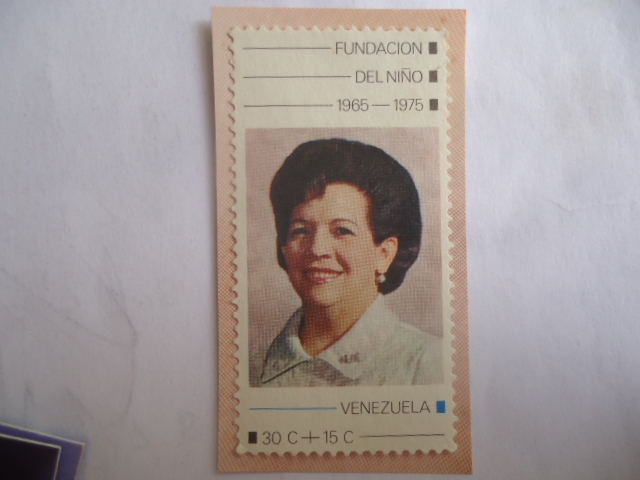 FUNDACION
DEL NIÑO
1965 — 1975
VENEZUELA
30 C + 15 C